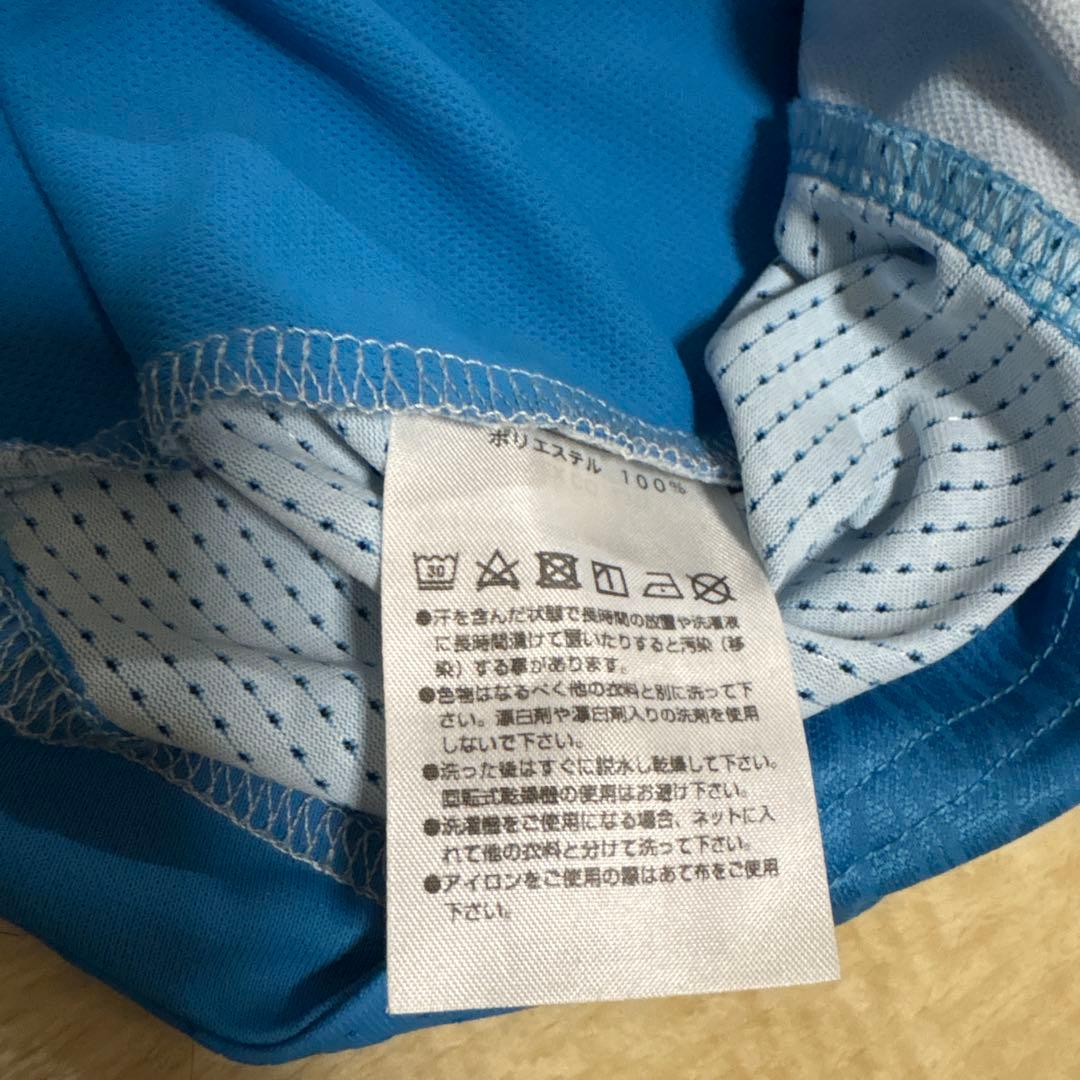 ポリエステル 100%
30
●汗を含んだ状態で長時間の放置や洗濯液
に長時間漬けて置いたりすると汚染(移
染)する事があります。
●色物はなるべく他の衣料と別に洗って下
さい。漂白剤や漂白剤入りの洗剤を使用
しないで下さい。
●洗った後はすぐに脱水し乾燥して下さい。
回転式乾燥機の使用はお避け下さい。
●洗濯機をご使用になる場合、ネットに入
れて他の衣料と分けて洗って下さい。
●アイロンをご使用の際はあて布をご使用
下さい。